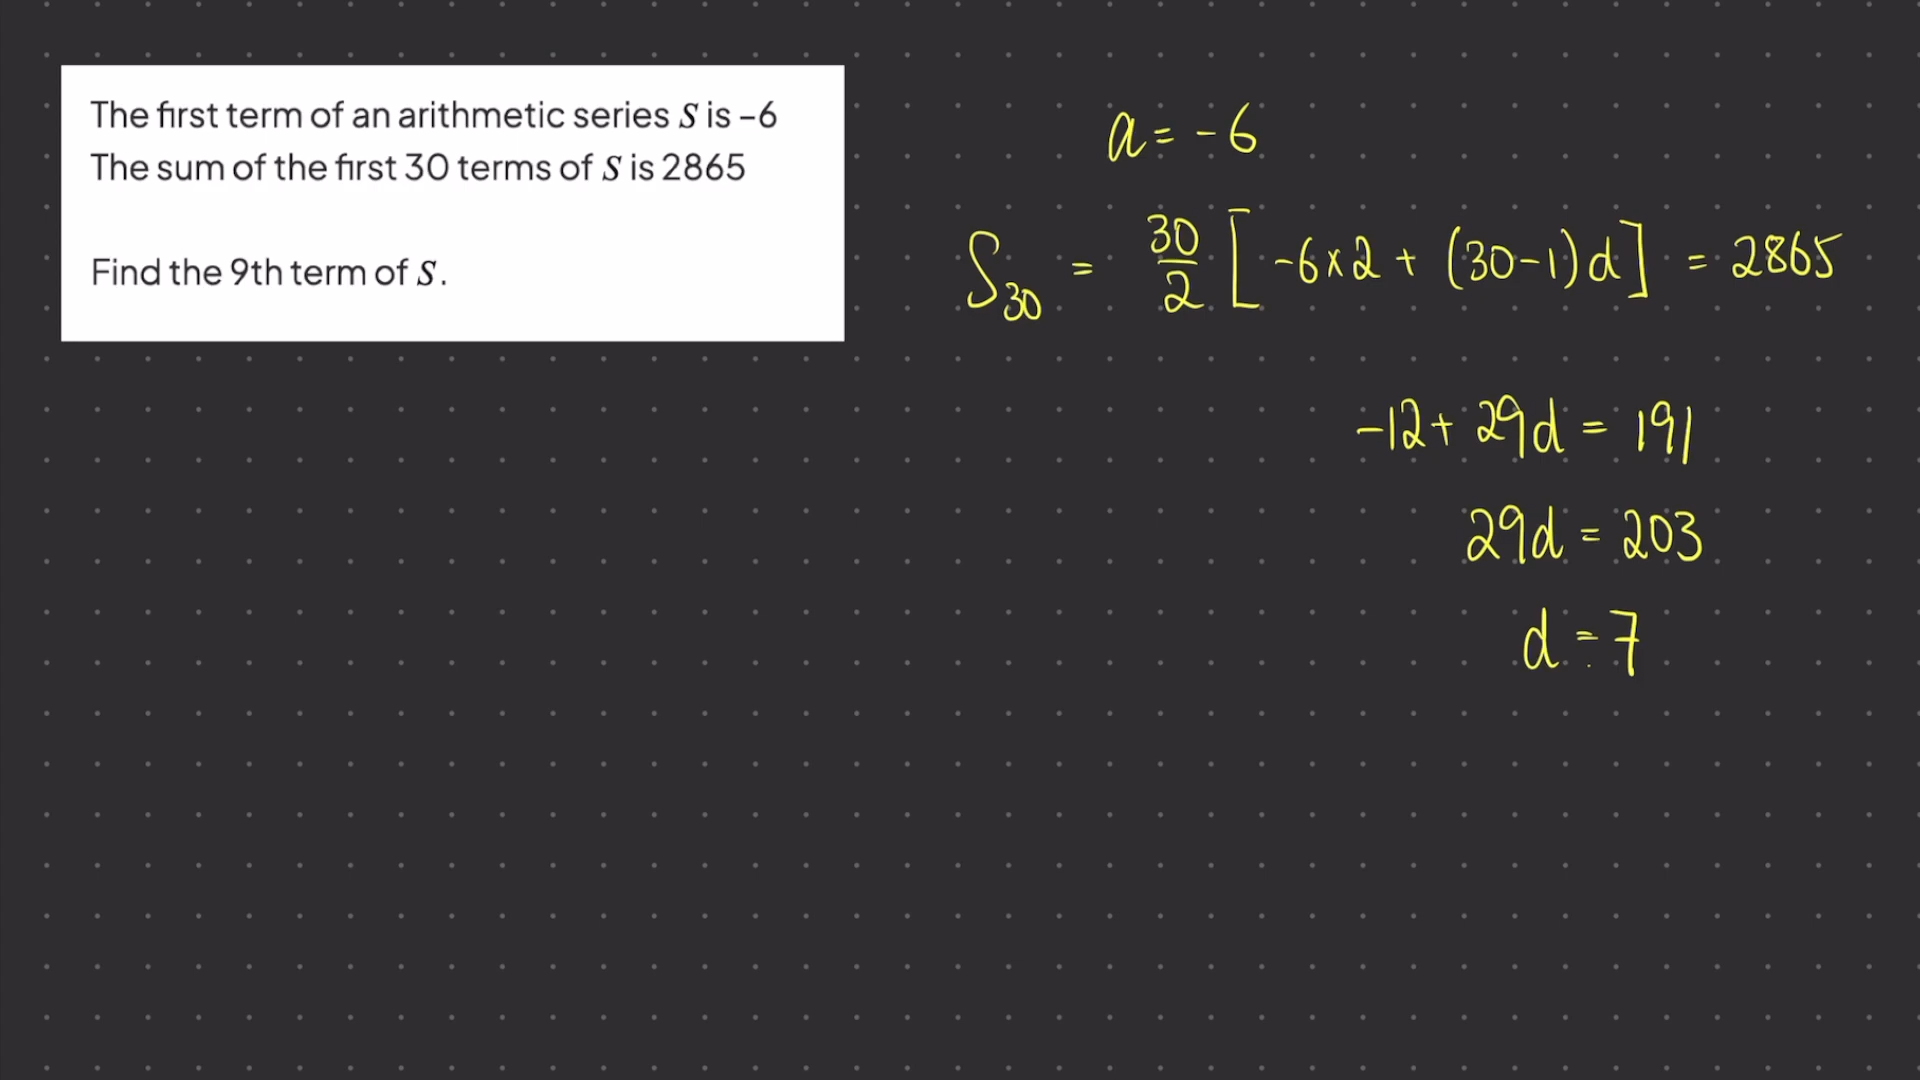 The first term of an arithmetic series S is –6
The sum of the first 30 terms of S is 2865
Find the 9th term of S.
a = -6
S₃₀ = 30/2 [-6×2 + (30-1)d] = 2865
-12 + 29d = 191
29d = 203
d = 7